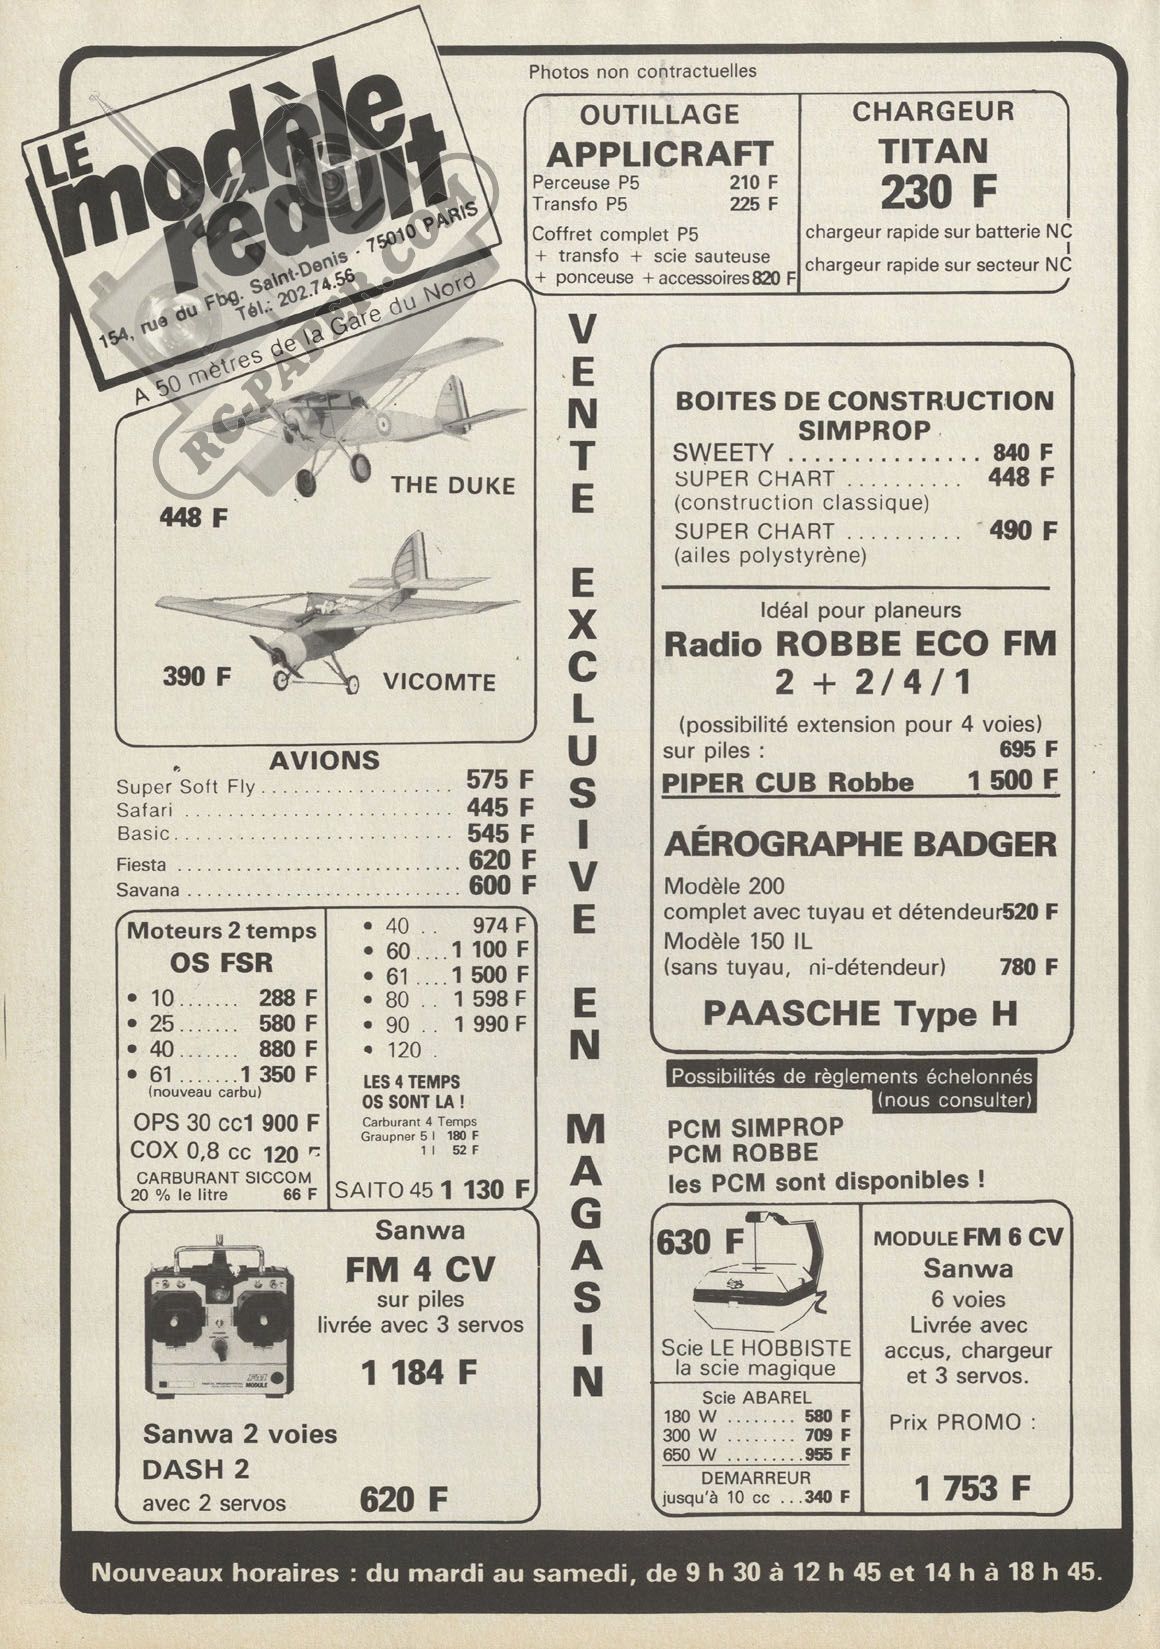 LE
modèle
réduit
154, rue du Fbg. Saint-Denis - 75010 PARIS
Tél.: 202.74.56
A 50 mètres de la Gare du Nord
RC-PAPER.COM
Photos non contractuelles
OUTILLAGE
APPLICRAFT
Perceuse P5 210 F
Transfo P5 225 F
Coffret complet P5
+ transfo + scie sauteuse
+ ponceuse + accessoires 820 F
CHARGEUR
TITAN
230 F
chargeur rapide sur batterie NC
chargeur rapide sur secteur NC
THE DUKE
448 F
390 F
VICOMTE
AVIONS
Super Soft Fly.................. 575 F
Safari .................. 445 F
Basic.................. 545 F
Fiesta .................. 620 F
Savana .................. 600 F
Moteurs 2 temps
OS FSR
• 10....... 288 F
• 25....... 580 F
• 40....... 880 F
• 61.......1 350 F
(nouveau carbu)
OPS 30 cc1 900 F
COX 0,8 cc 120 F
CARBURANT SICCOM
20 % le litre 66 F
• 40 .. 974 F
• 60....1 100 F
• 61....1 500 F
• 80 .. 1 598 F
• 90 .. 1 990 F
• 120 .
LES 4 TEMPS
OS SONT LA !
Carburant 4 Temps
Graupner 5 l 180 F
1 l 52 F
SAITO 45 1 130 F
Sanwa
FM 4 CV
sur piles
livrée avec 3 servos
1 184 F
FM
MODULE
Sanwa 2 voies
DASH 2
avec 2 servos 620 F
VENTE EXCLUSIVE EN MAGASIN
BOITES DE CONSTRUCTION
SIMPROP
SWEETY ............... 840 F
SUPER CHART .......... 448 F
(construction classique)
SUPER CHART .......... 490 F
(ailes polystyrène)
Idéal pour planeurs
Radio ROBBE ECO FM
2 + 2/4/1
(possibilité extension pour 4 voies)
sur piles : 695 F
PIPER CUB Robbe 1 500 F
AÉROGRAPHE BADGER
Modèle 200
complet avec tuyau et détendeur520 F
Modèle 150 IL
(sans tuyau, ni-détendeur) 780 F
PAASCHE Type H
Possibilités de règlements échelonnés
(nous consulter)
PCM SIMPROP
PCM ROBBE
les PCM sont disponibles !
630 F
Scie LE HOBBISTE
la scie magique
Scie ABAREL
180 W ........ 580 F
300 W ........ 709 F
650 W .........955 F
DEMARREUR
jusqu'à 10 cc ...340 F
MODULE FM 6 CV
Sanwa
6 voies
Livrée avec
accus, chargeur
et 3 servos.
Prix PROMO :
1 753 F
Nouveaux horaires : du mardi au samedi, de 9 h 30 à 12 h 45 et 14 h à 18 h 45.